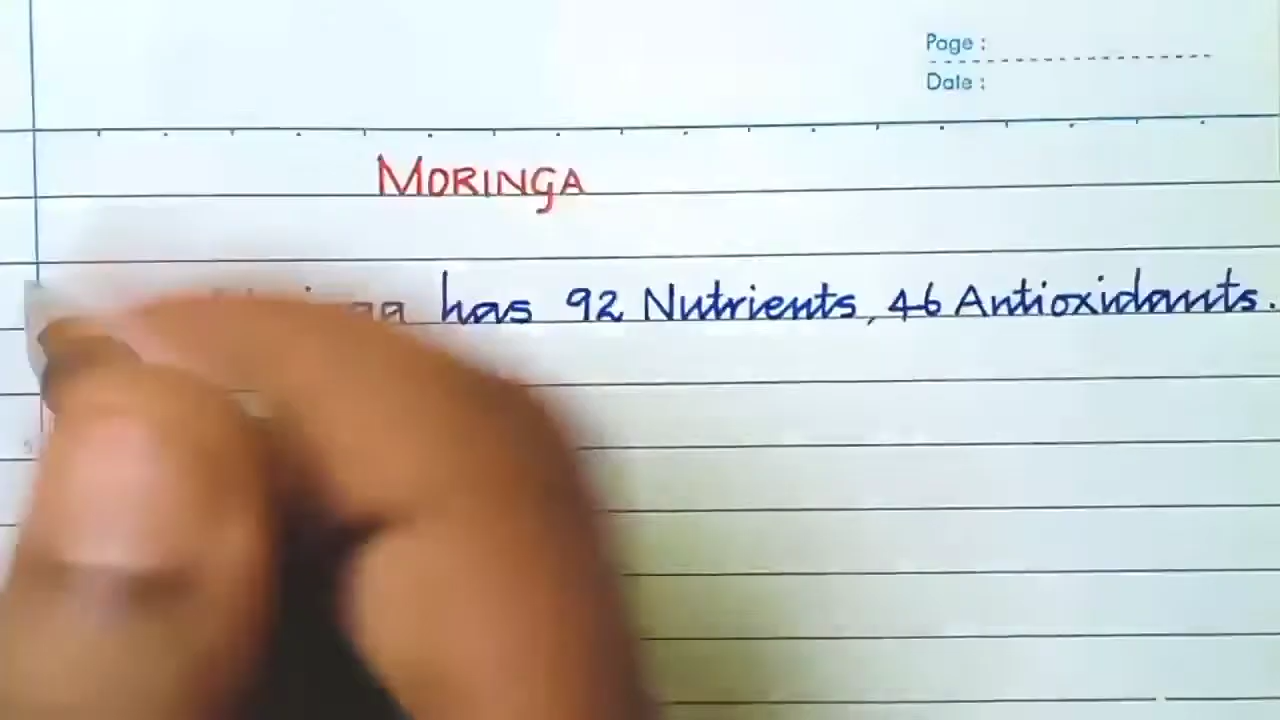 Page :
Date :
MORINGA
has 92 Nutrients, 46 Antioxidants.